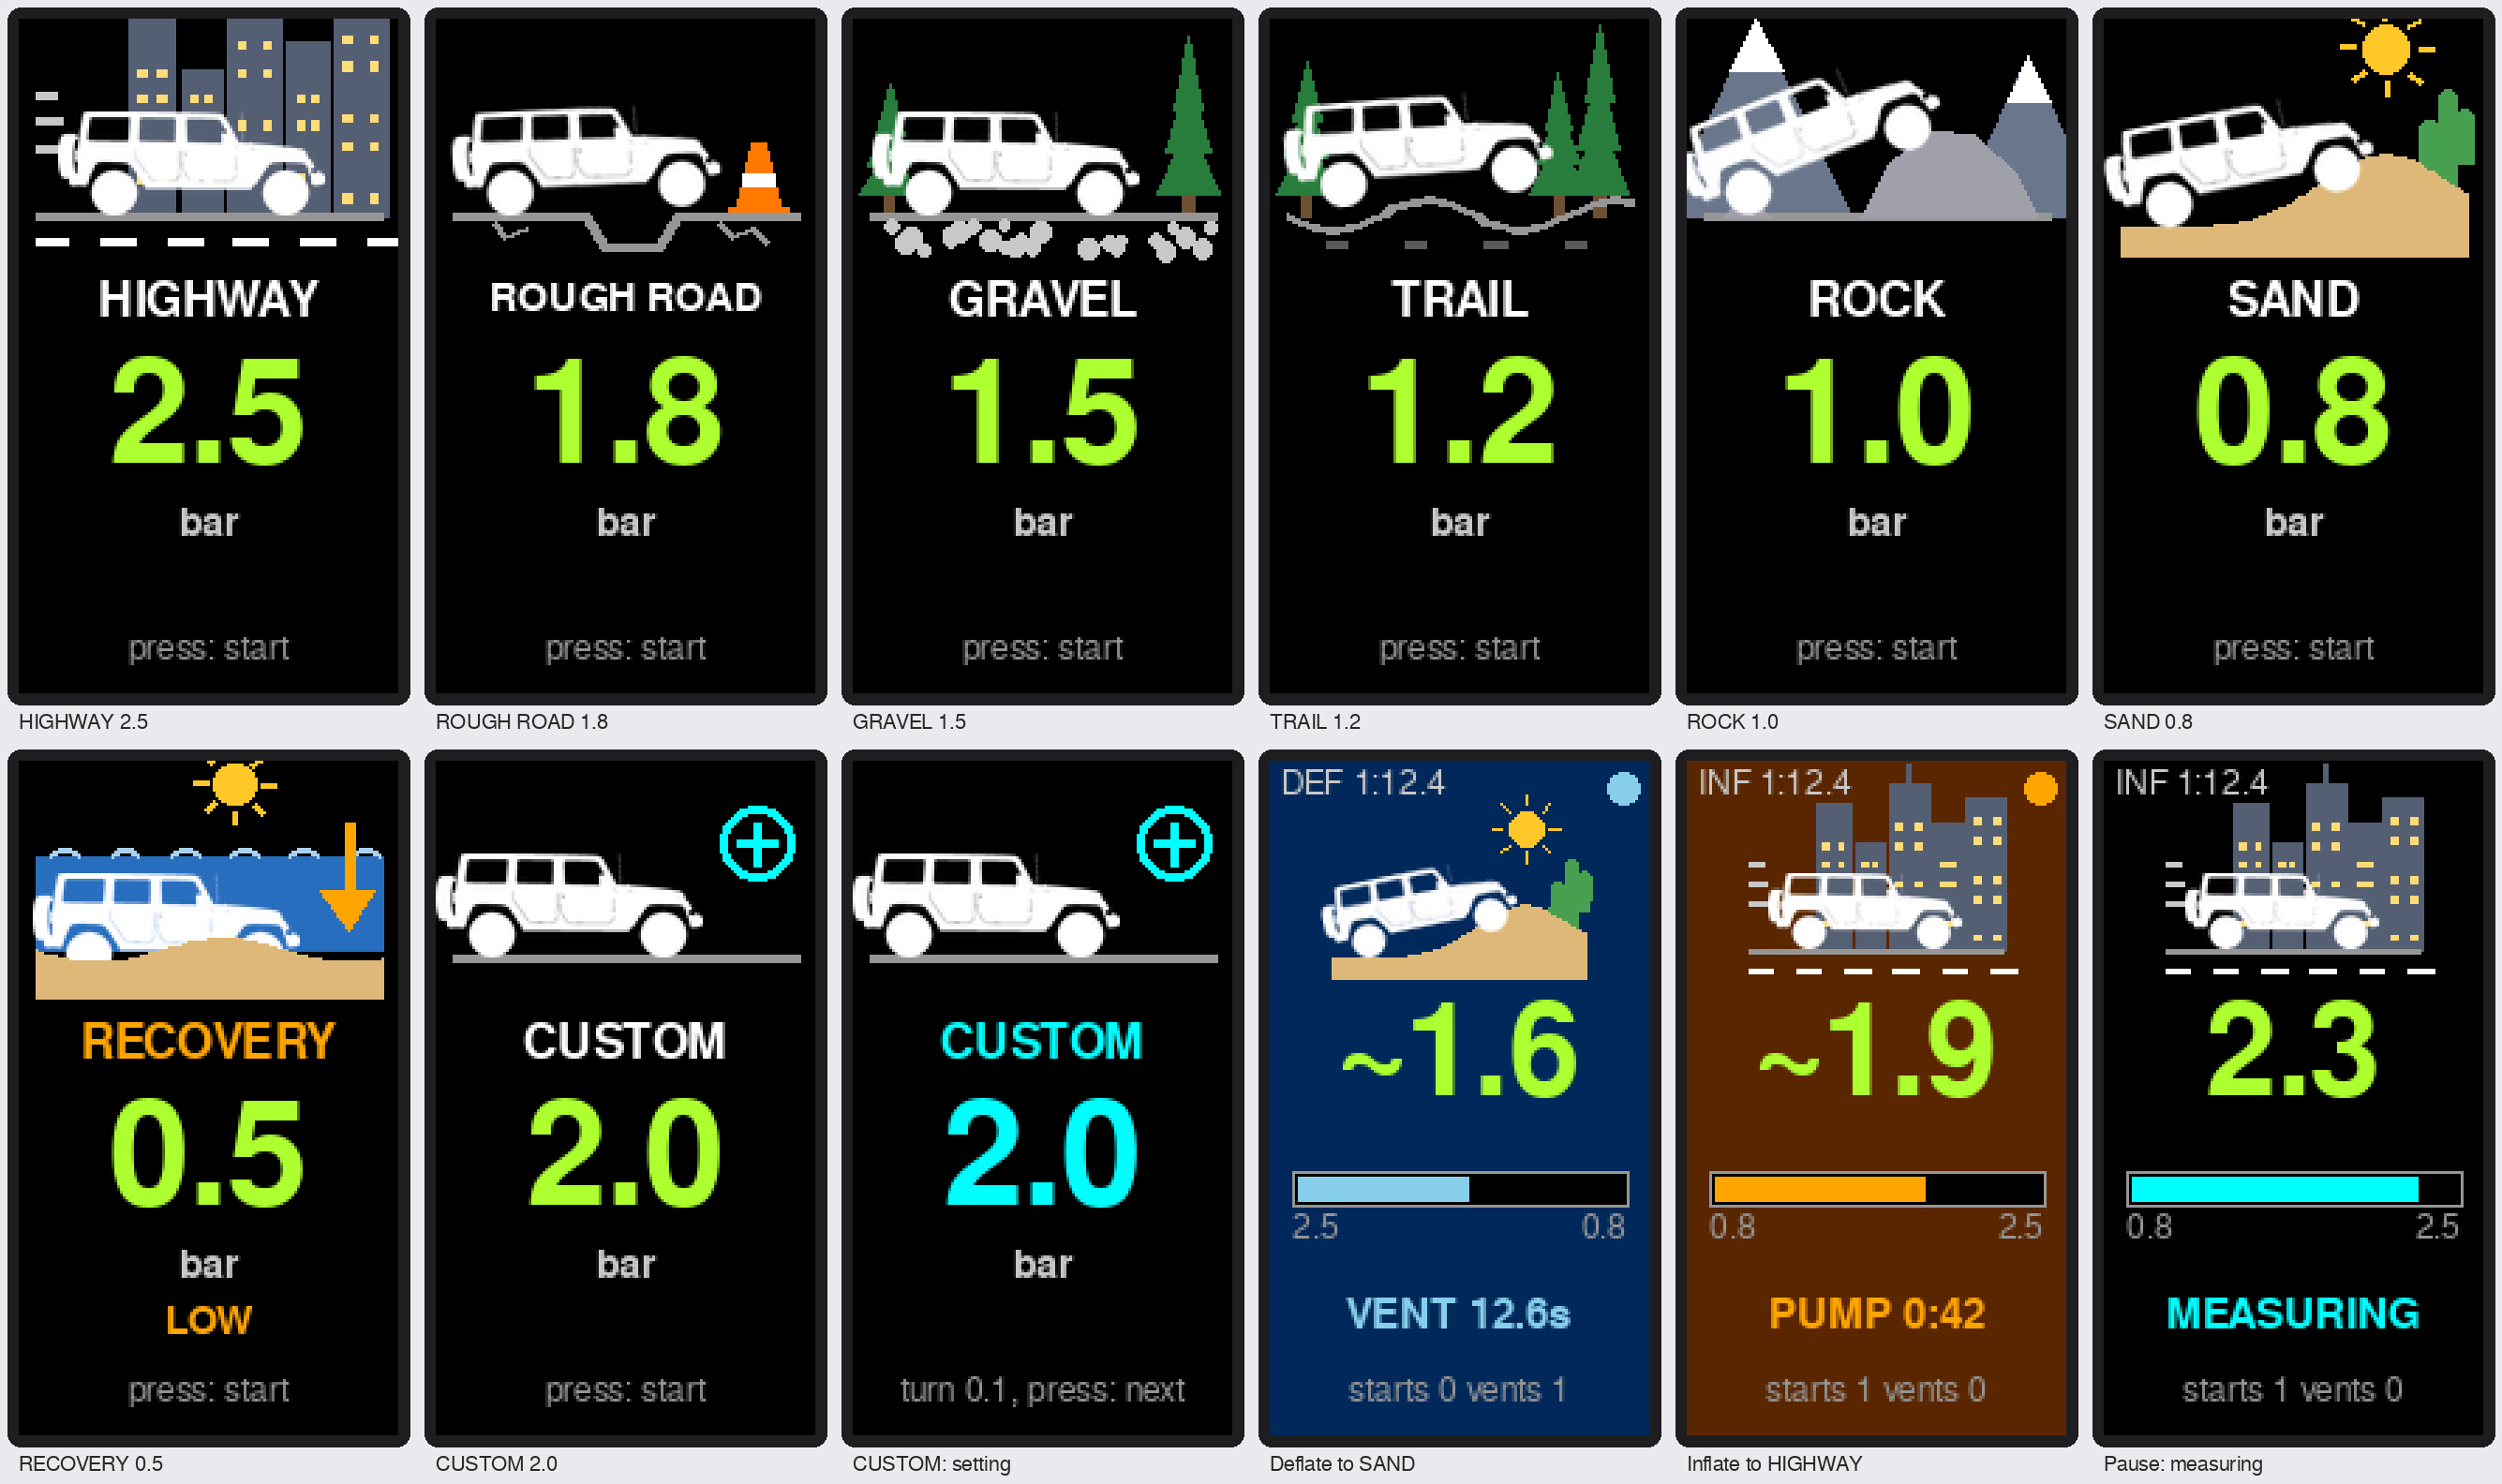 HIGHWAY
2.5
bar
press: start
HIGHWAY 2.5
ROUGH ROAD
1.8
bar
press: start
ROUGH ROAD 1.8
GRAVEL
1.5
bar
press: start
GRAVEL 1.5
TRAIL
1.2
bar
press: start
TRAIL 1.2
ROCK
1.0
bar
press: start
ROCK 1.0
SAND
0.8
bar
press: start
SAND 0.8
RECOVERY
0.5
bar
LOW
press: start
RECOVERY 0.5
CUSTOM
2.0
bar
press: start
CUSTOM 2.0
CUSTOM
2.0
bar
turn 0.1, press: next
CUSTOM: setting
DEF 1:12.4
~1.6
2.5 0.8
VENT 12.6s
starts 0 vents 1
Deflate to SAND
INF 1:12.4
~1.9
0.8 2.5
PUMP 0:42
starts 1 vents 0
Inflate to HIGHWAY
INF 1:12.4
2.3
0.8 2.5
MEASURING
starts 1 vents 0
Pause: measuring